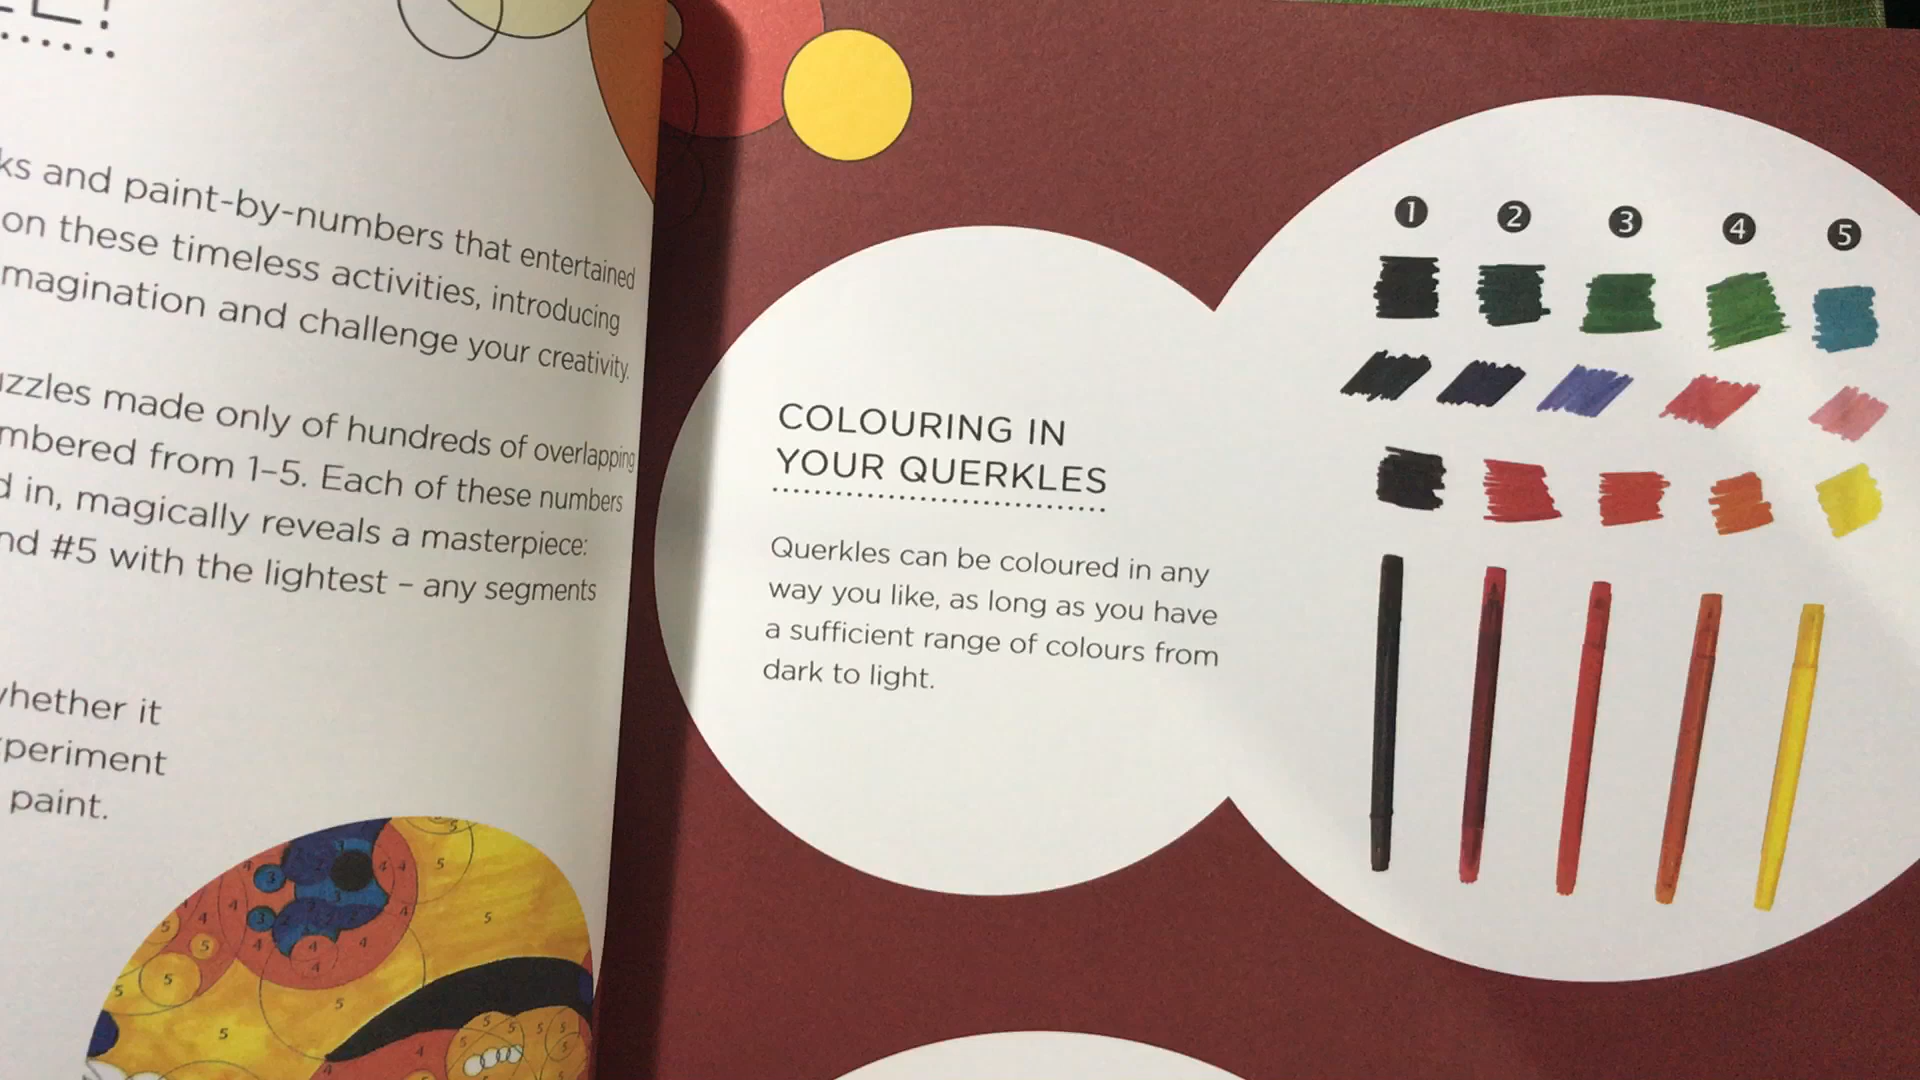 and paint-by-numbers that entertained
on these timeless activities, introducing
magination and challenge your creativity.
zzles made only of hundreds of overlapping
mbered from 1–5. Each of these numbers
in, magically reveals a masterpiece:
nd #5 with the lightest – any segments
whether it
periment
paint.
COLOURING IN
YOUR QUERKLES
Querkles can be coloured in any
way you like, as long as you have
a sufficient range of colours from
dark to light.
1 2 3 4 5